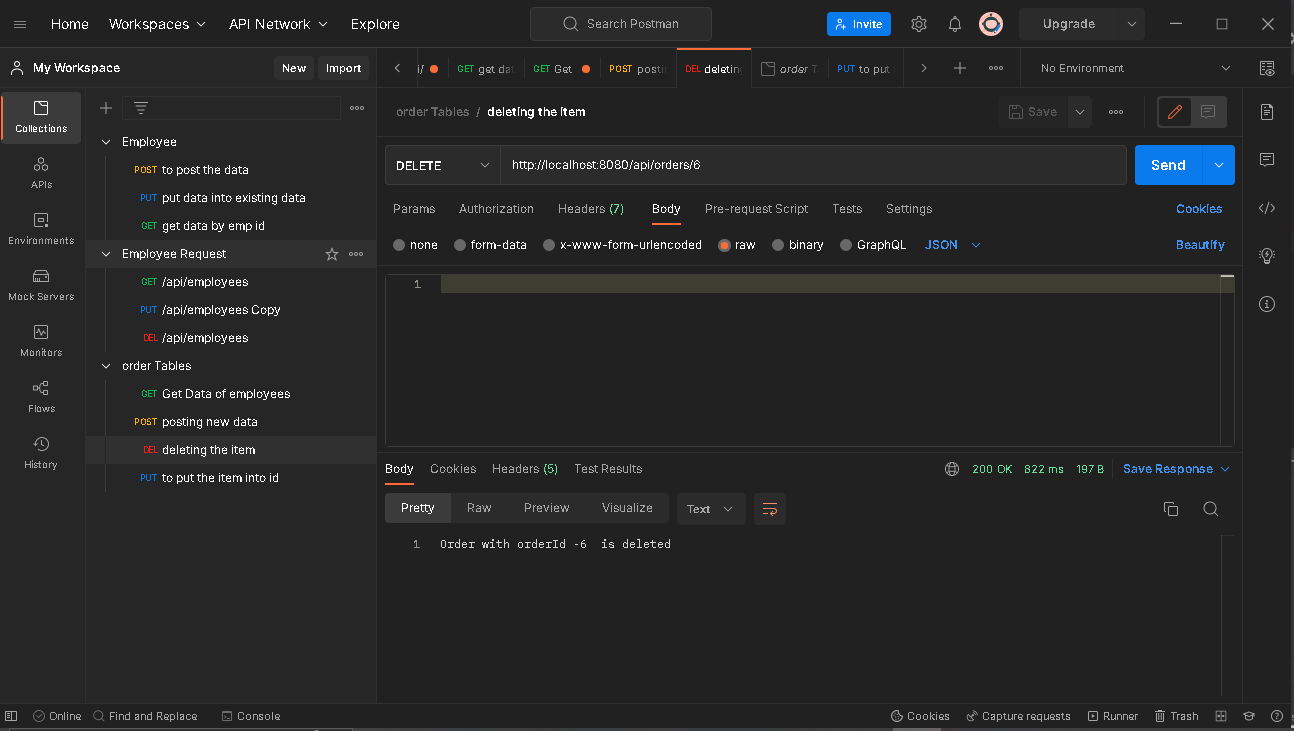 Home Workspaces API Network Explore Search Postman Invite Upgrade
My Workspace New Import
GET get dat GET Get POST posti DEL deleting order T PUT to put No Environment
order Tables / deleting the item Save
Collections
APIs
Environments
Mock Servers
Monitors
Flows
History
Employee
POST to post the data
PUT put data into existing data
GET get data by emp id
Employee Request
GET /api/employees
PUT /api/employees Copy
DEL /api/employees
order Tables
GET Get Data of employees
POST posting new data
DEL deleting the item
PUT to put the item into id
DELETE http://localhost:8080/api/orders/6 Send
Params Authorization Headers (7) Body Pre-request Script Tests Settings Cookies
none form-data x-www-form-urlencoded raw binary GraphQL JSON Beautify
1
Body Cookies Headers (5) Test Results 200 OK 822 ms 197 B Save Response
Pretty Raw Preview Visualize Text
1 Order with orderId -6 is deleted
Online Find and Replace Console Cookies Capture requests Runner Trash